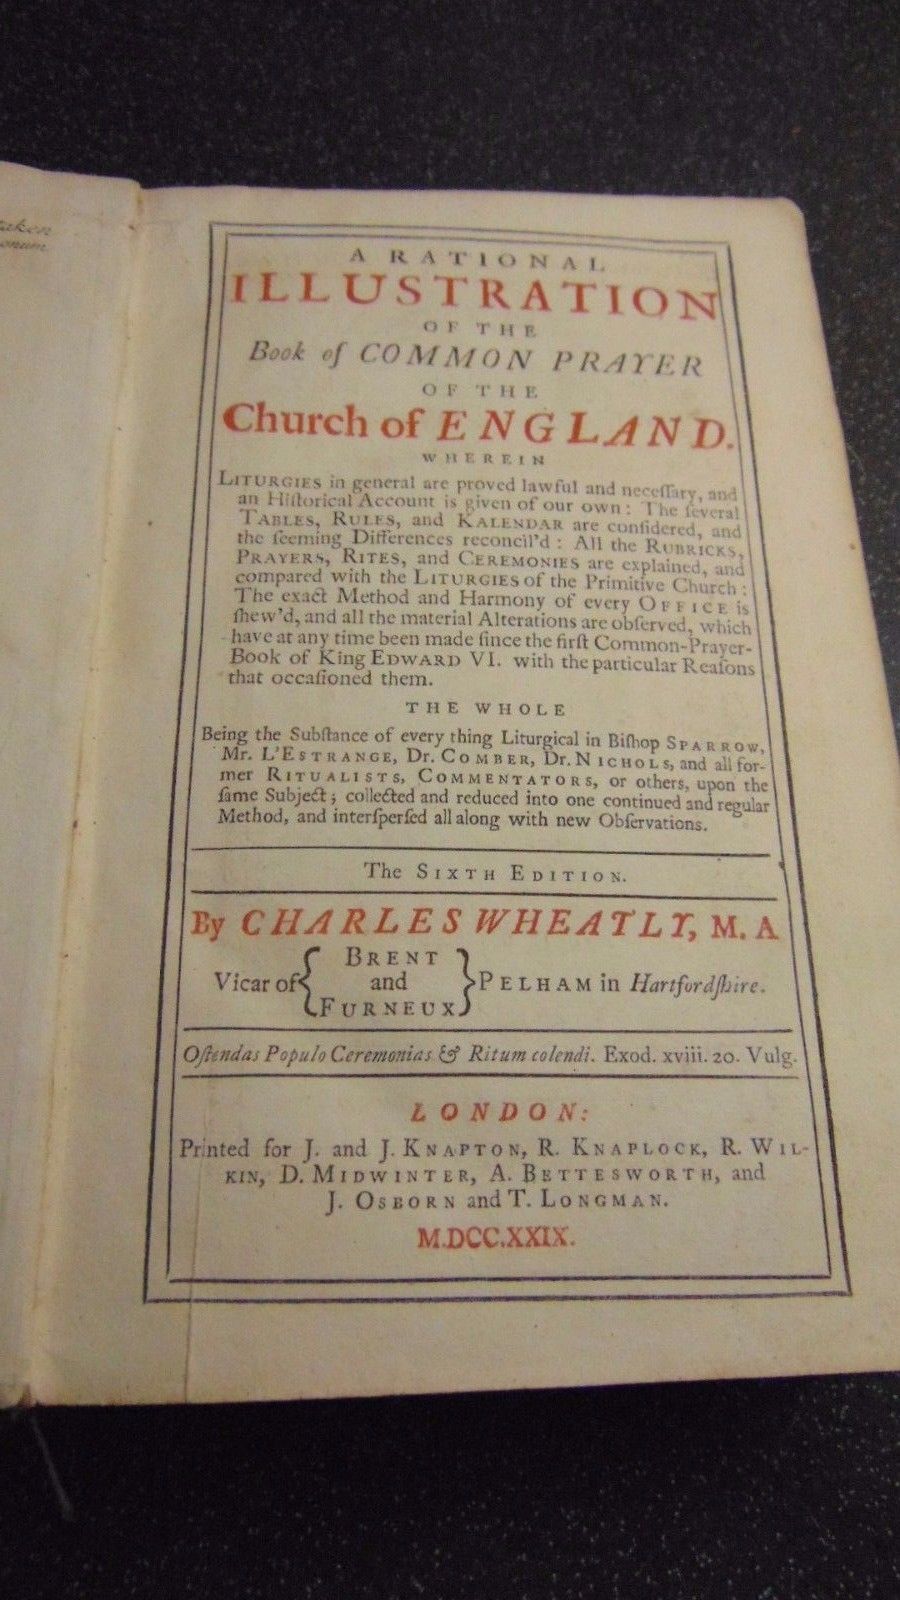 taken
A RATIONAL
ILLUSTRATION
OF THE
Book of COMMON PRAYER
OF THE
Church of ENGLAND.
WHEREIN
LITURGIES in general are proved lawful and neceſſary, and
an Hiſtorical Account is given of our own: The ſeveral
TABLES, RULES, and KALENDAR are conſidered, and
the ſeeming Differences reconcil'd: All the RUBRICKS,
PRAYERS, RITES, and CEREMONIES are explained, and
compared with the LITURGIES of the Primitive Church:
The exact Method and Harmony of every OFFICE is
ſhew'd, and all the material Alterations are obſerved, which
have at any time been made ſince the firſt Common-Prayer-
Book of King EDWARD VI. with the particular Reaſons
that occaſioned them.
THE WHOLE
Being the Subſtance of every thing Liturgical in Biſhop SPARROW,
Mr. L'ESTRANGE, Dr. COMBER, Dr. NICHOLS, and all for-
mer RITUALISTS, COMMENTATORS, or others, upon the
ſame Subject; collected and reduced into one continued and regular
Method, and interſperſed all along with new Obſervations.
The SIXTH EDITION.
By CHARLES WHEATLY, M. A
Vicar of { BRENT and FURNEUX } PELHAM in Hartfordſhire.
Oſtendas Populo Ceremonias & Ritum colendi. Exod. xviii. 20. Vulg.
LONDON:
Printed for J. and J. KNAPTON, R. KNAPLOCK, R. WIL-
KIN, D. MIDWINTER, A. BETTESWORTH, and
J. OSBORN and T. LONGMAN.
M.DCC.XXIX.